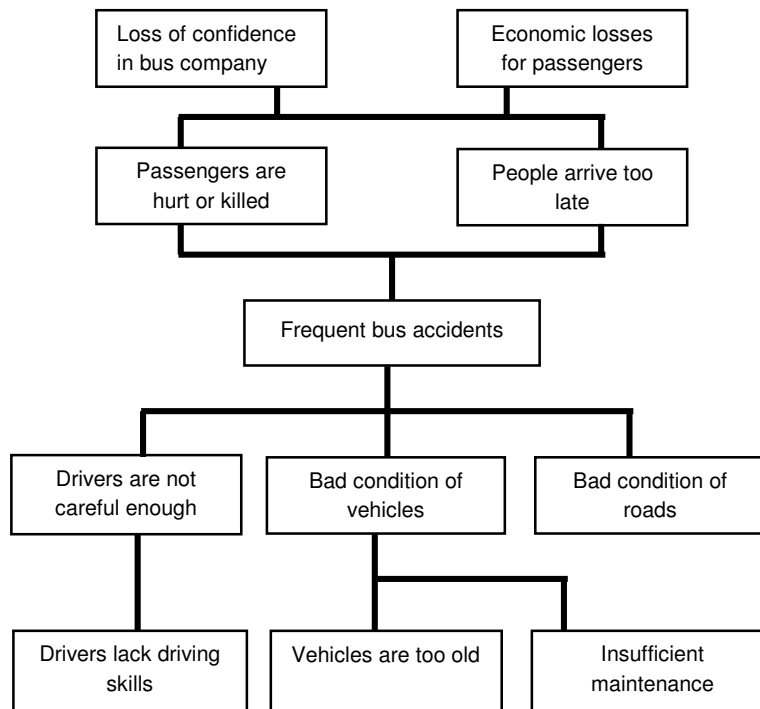 Loss of confidence
in bus company
Economic losses
for passengers
Passengers are
hurt or killed
People arrive too
late
Frequent bus accidents
Drivers are not
careful enough
Bad condition of
vehicles
Bad condition of
roads
Drivers lack driving
skills
Vehicles are too old
Insufficient
maintenance